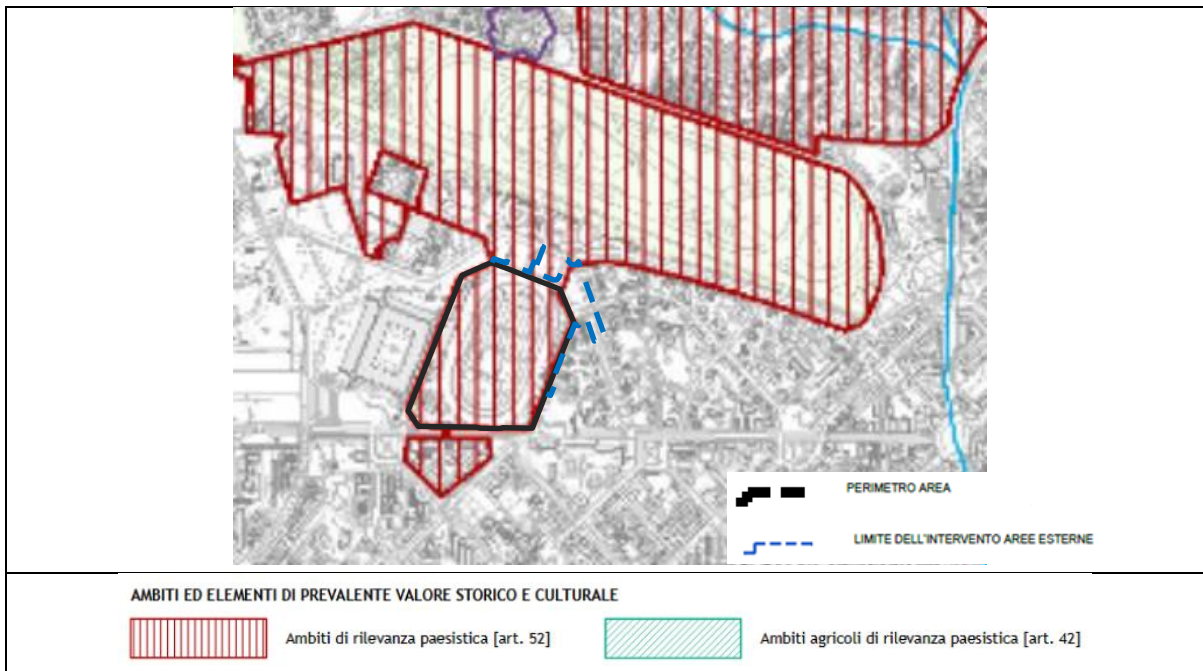 PERIMETRO AREA
LIMITE DELL'INTERVENTO AREE ESTERNE
AMBITI ED ELEMENTI DI PREVALENTE VALORE STORICO E CULTURALE
Ambiti di rilevanza paesistica [art. 52]
Ambiti agricoli di rilevanza paesistica [art. 42]